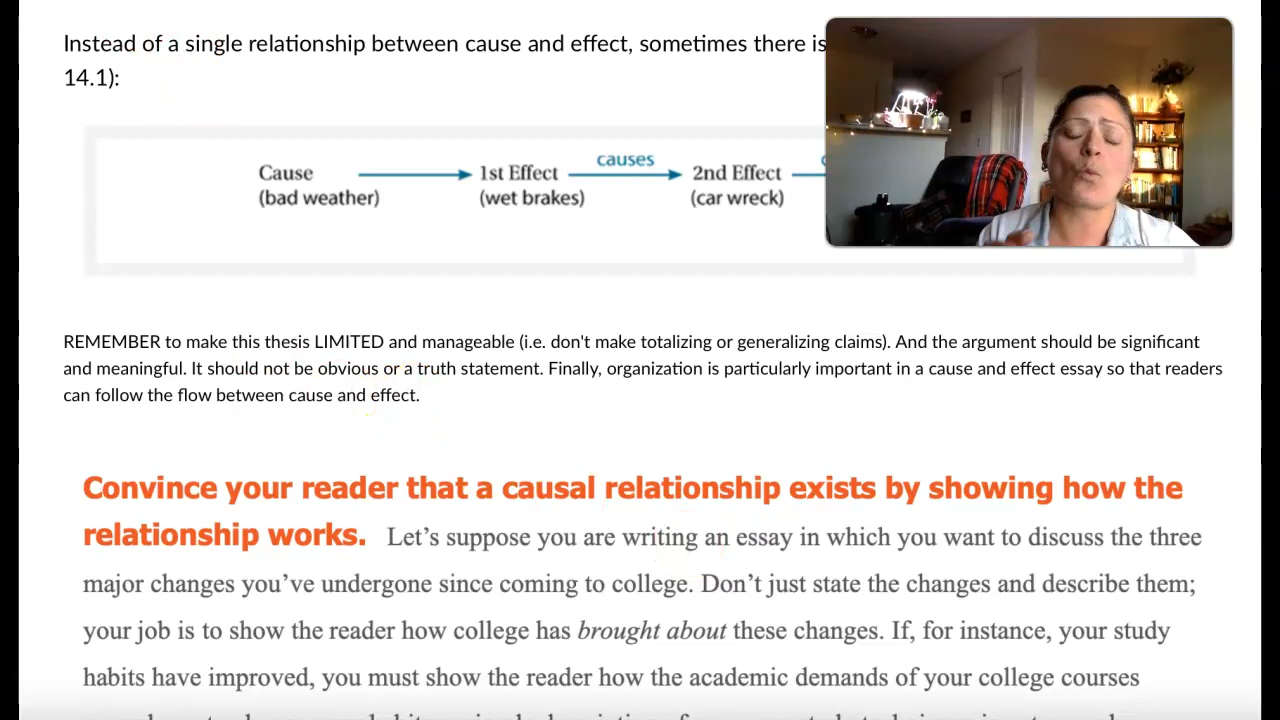 Instead of a single relationship between cause and effect, sometimes there is
14.1):
causes
Cause 1st Effect 2nd Effect
(bad weather) (wet brakes) (car wreck)
REMEMBER to make this thesis LIMITED and manageable (i.e. don't make totalizing or generalizing claims). And the argument should be significant
and meaningful. It should not be obvious or a truth statement. Finally, organization is particularly important in a cause and effect essay so that readers
can follow the flow between cause and effect.
Convince your reader that a causal relationship exists by showing how the
relationship works. Let’s suppose you are writing an essay in which you want to discuss the three
major changes you’ve undergone since coming to college. Don’t just state the changes and describe them;
your job is to show the reader how college has brought about these changes. If, for instance, your study
habits have improved, you must show the reader how the academic demands of your college courses